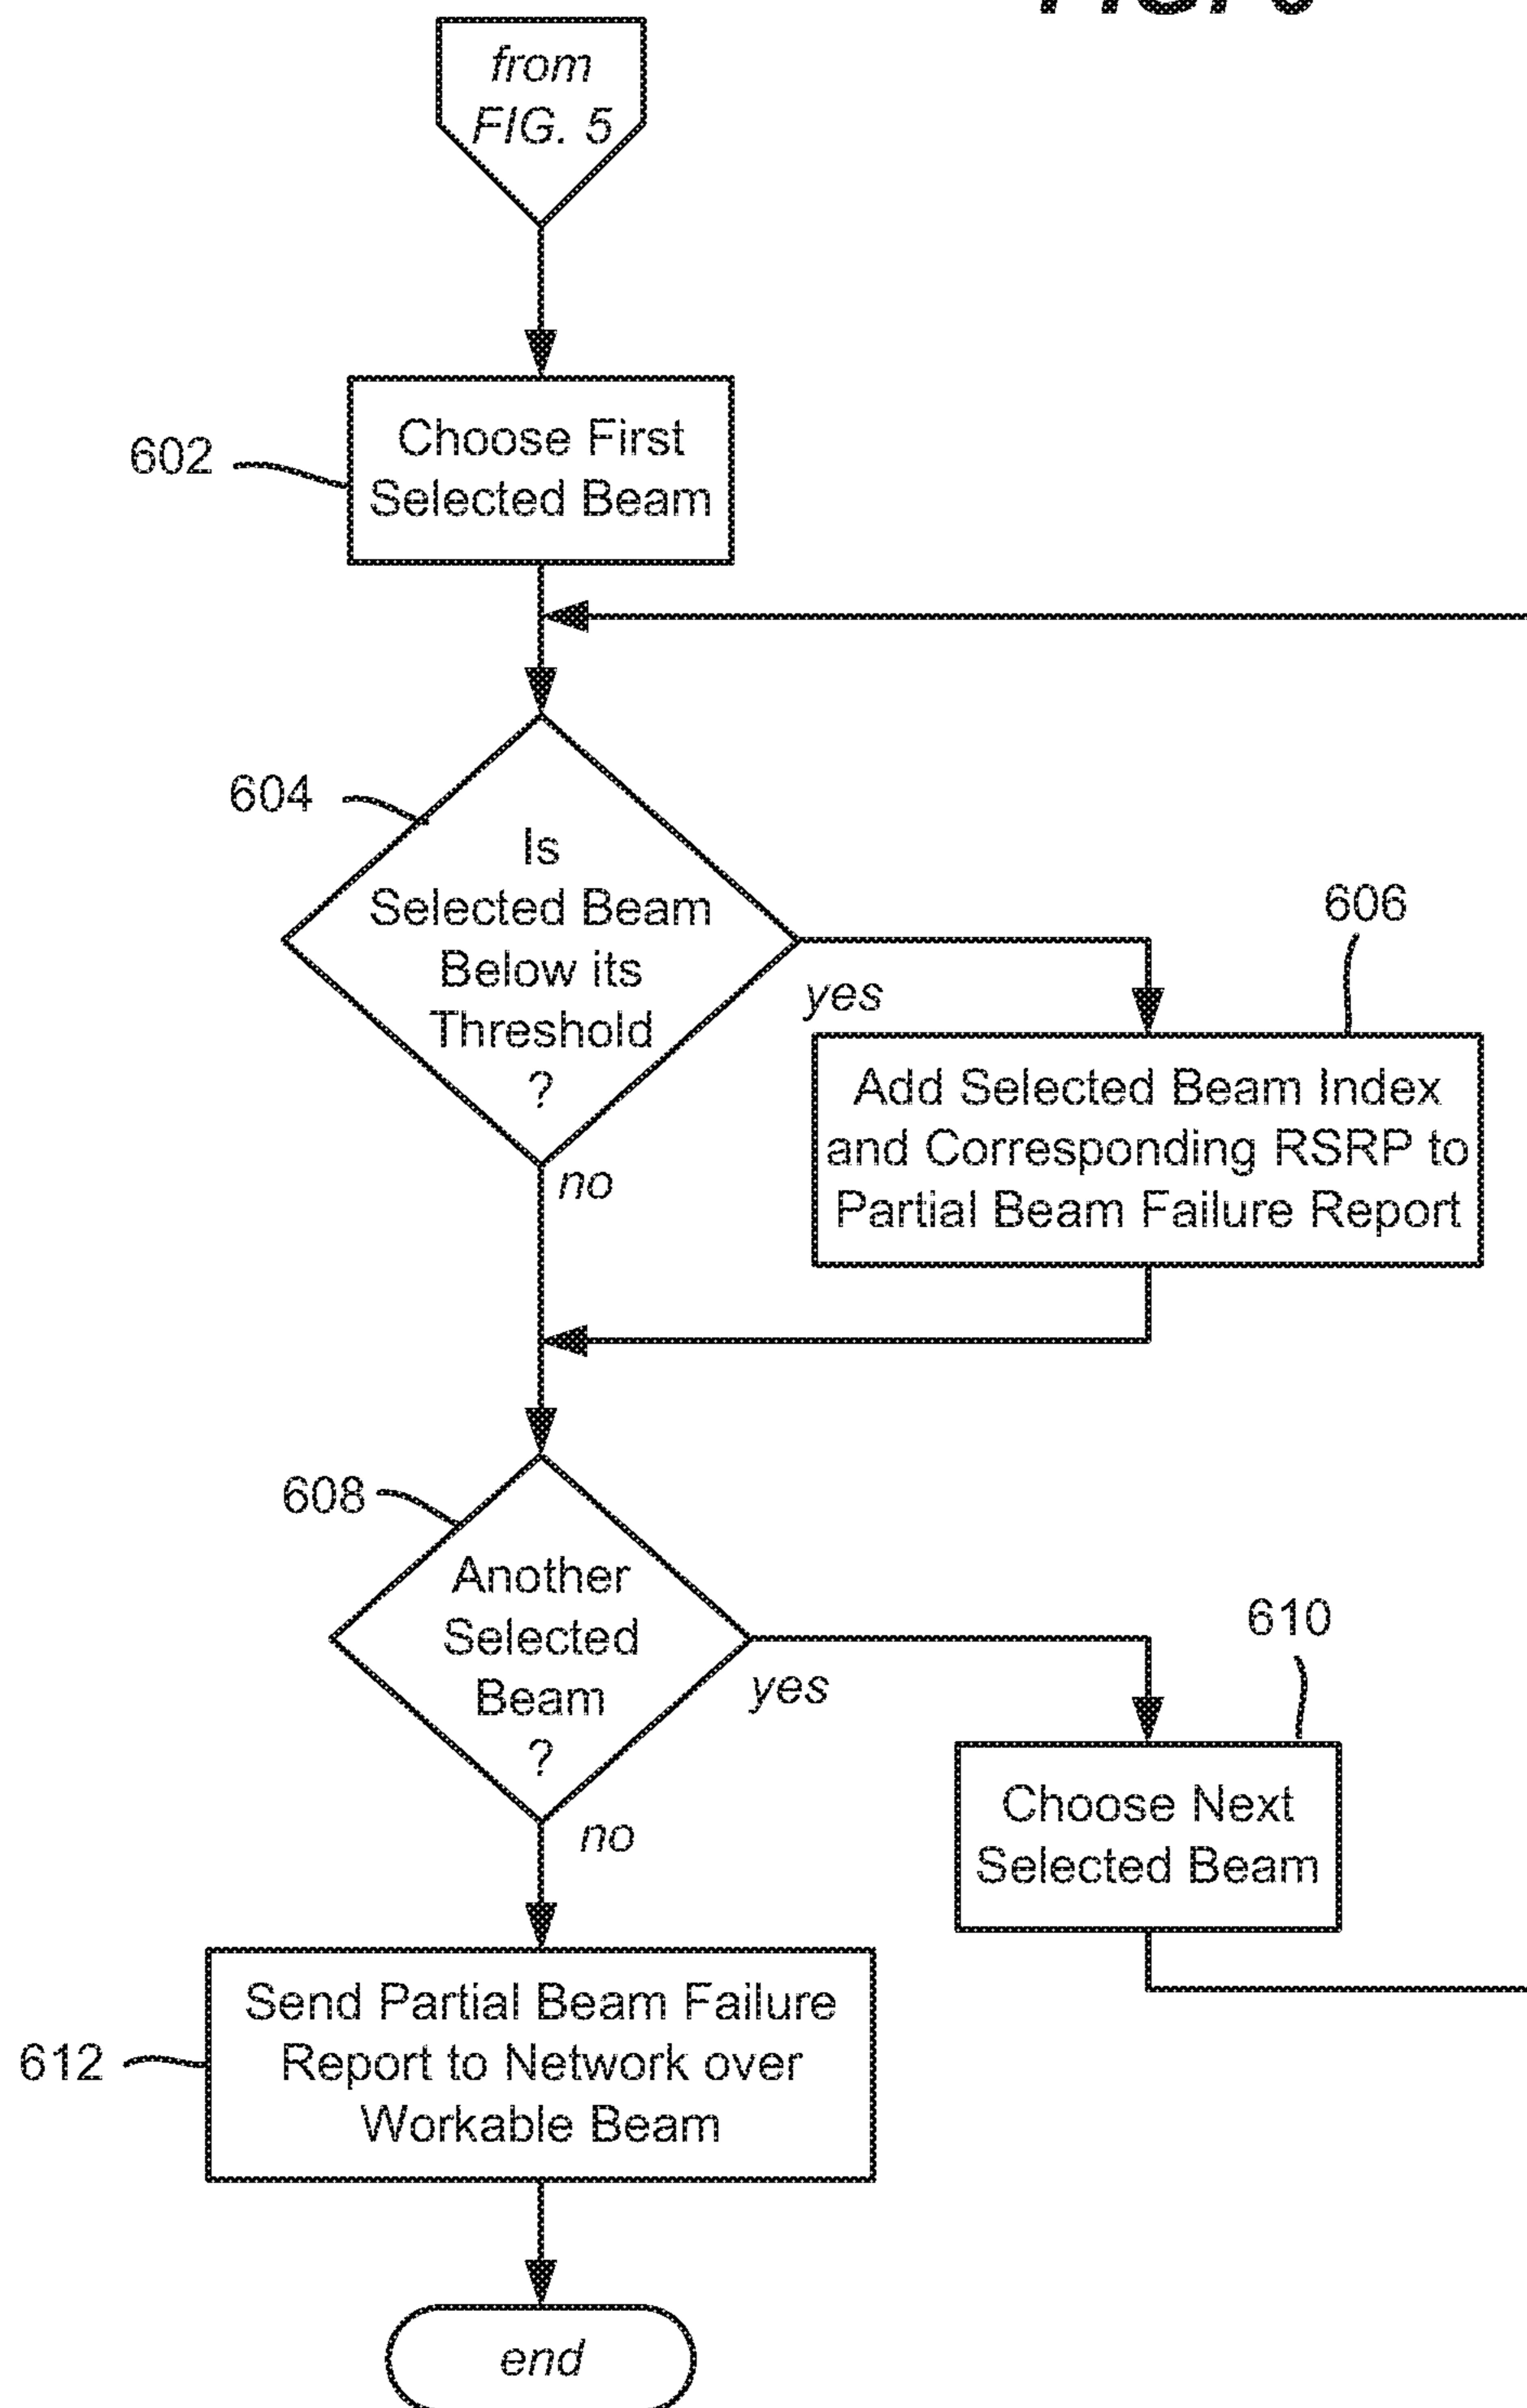 from
FIG. 5
602
Choose First
Selected Beam
604
Is
Selected Beam
Below its
Threshold
?
yes
no
606
Add Selected Beam Index
and Corresponding RSRP to
Partial Beam Failure Report
608
Another
Selected
Beam
?
yes
no
610
Choose Next
Selected Beam
612
Send Partial Beam Failure
Report to Network over
Workable Beam
end